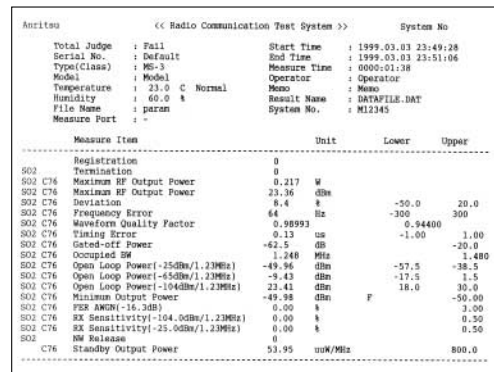 Anritsu << Radio Communication Test System >> System No
Total Judge : Fail Start Time : 1999.03.03 23:49:28
Serial No. : Default End Time : 1999.03.03 23:51:06
Type(Class) : MS-3 Measure Time : 0000:01:38
Model : Model Operator : Operator
Temperature : 23.0 C Normal Memo : Memo
Humidity : 60.0 % Result Name : DATAFILE.DAT
File Name : param System No. : M12345
Measure Port : -
Measure Item Unit Lower Upper
Registration 0
S02 Termination 0
S02 C76 Maximum RF Output Power 0.217 W
S02 C76 Maximum RF Output Power 23.36 dBm
S02 C76 Deviation 8.4 % -50.0 20.0
S02 C76 Frequency Error 64 Hz -300 300
S02 C76 Waveform Quality Factor 0.98993 0.94400
S02 C76 Timing Error 0.13 us -1.00 1.00
S02 C76 Gated-off Power -62.5 dB -20.0
S02 C76 Occupied BW 1.248 MHz 1.480
S02 C76 Open Loop Power(-25dBm/1.23MHz) -49.96 dBm -57.5 -38.5
S02 C76 Open Loop Power(-65dBm/1.23MHz) -9.43 dBm -17.5 1.5
S02 C76 Open Loop Power(-104dBm/1.23MHz) 23.41 dBm 18.0 30.0
S02 C76 Minimum Output Power -49.98 dBm F -50.00
S02 C76 FER AWGN(-16.3dB) 0.00 % 3.00
S02 C76 RX Sensitivity(-104.0dBm/1.23MHz) 0.00 % 0.50
S02 C76 RX Sensitivity(-25.0dBm/1.23MHz) 0.00 % 0.50
S02 NW Release 0
C76 Standby Output Power 53.95 uuW/MHz 800.0